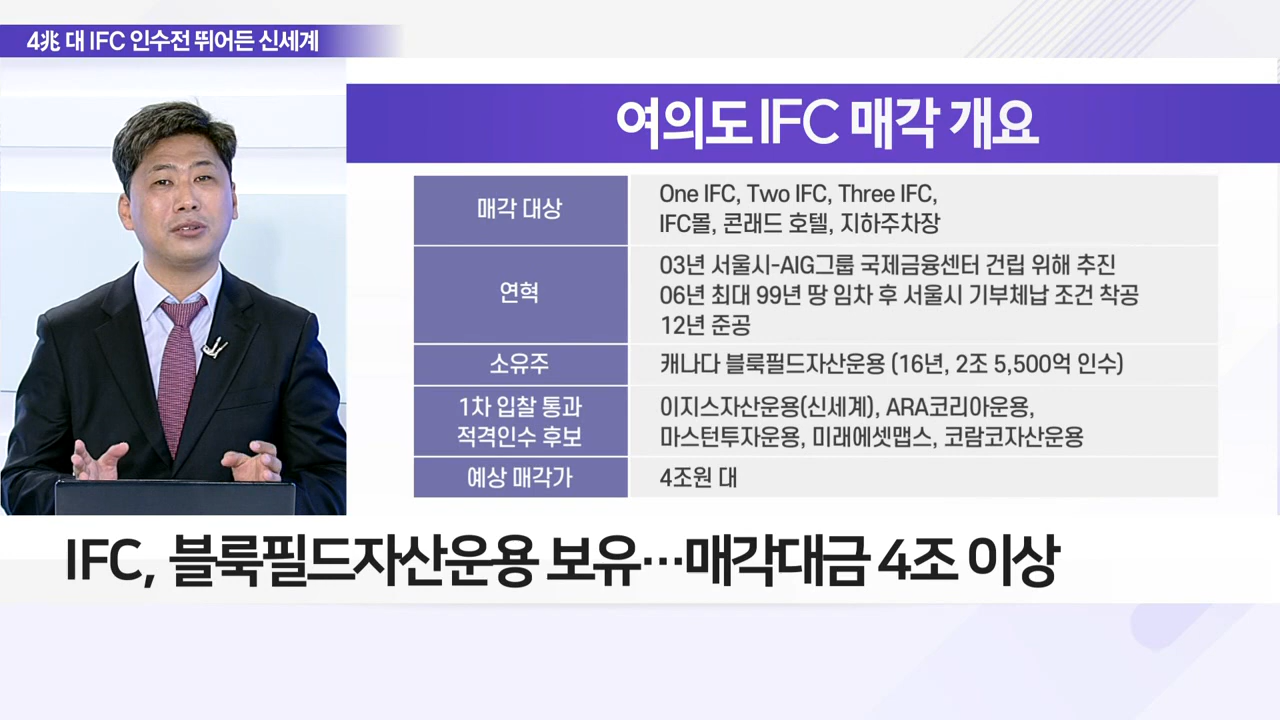 4兆 대 IFC 인수전 뛰어든 신세계
여의도 IFC 매각 개요
매각 대상
One IFC, Two IFC, Three IFC,
IFC몰, 콘래드 호텔, 지하주차장
연혁
03년 서울시-AIG그룹 국제금융센터 건립 위해 추진
06년 최대 99년 땅 임차 후 서울시 기부체납 조건 착공
12년 준공
소유주
캐나다 블룩필드자산운용 (16년, 2조 5,500억 인수)
1차 입찰 통과
적격인수 후보
이지스자산운용(신세계), ARA코리아운용,
마스턴투자운용, 미래에셋맵스, 코람코자산운용
예상 매각가
4조원 대
IFC, 블룩필드자산운용 보유…매각대금 4조 이상